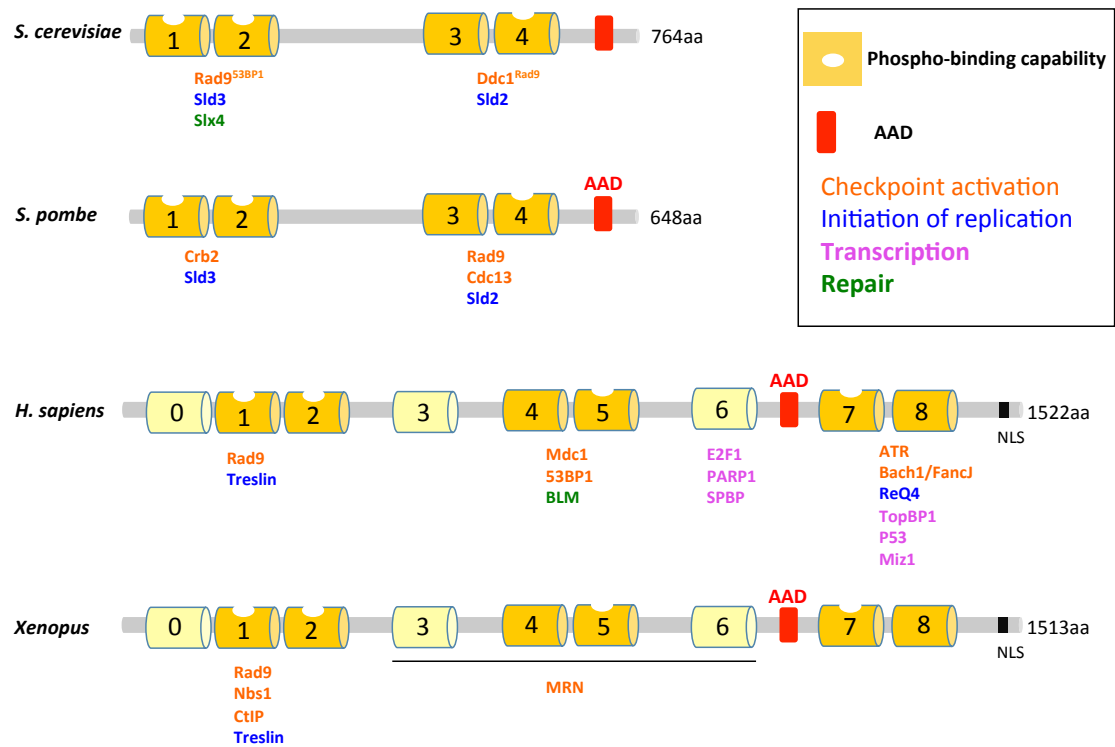 S. cerevisiae
1 2 3 4
764aa
Rad953BP1
Sld3
Slx4
Ddc1Rad9
Sld2
Phospho-binding capability
AAD
Checkpoint activation
Initiation of replication
Transcription
Repair
AAD
S. pombe
1 2 3 4
648aa
Crb2
Sld3
Rad9
Cdc13
Sld2
AAD
H. sapiens
0 1 2 3 4 5 6 7 8
1522aa
NLS
Rad9
Treslin
Mdc1
53BP1
BLM
E2F1
PARP1
SPBP
ATR
Bach1/FancJ
ReQ4
TopBP1
P53
Miz1
AAD
Xenopus
0 1 2 3 4 5 6 7 8
1513aa
NLS
Rad9
Nbs1
CtIP
Treslin
MRN